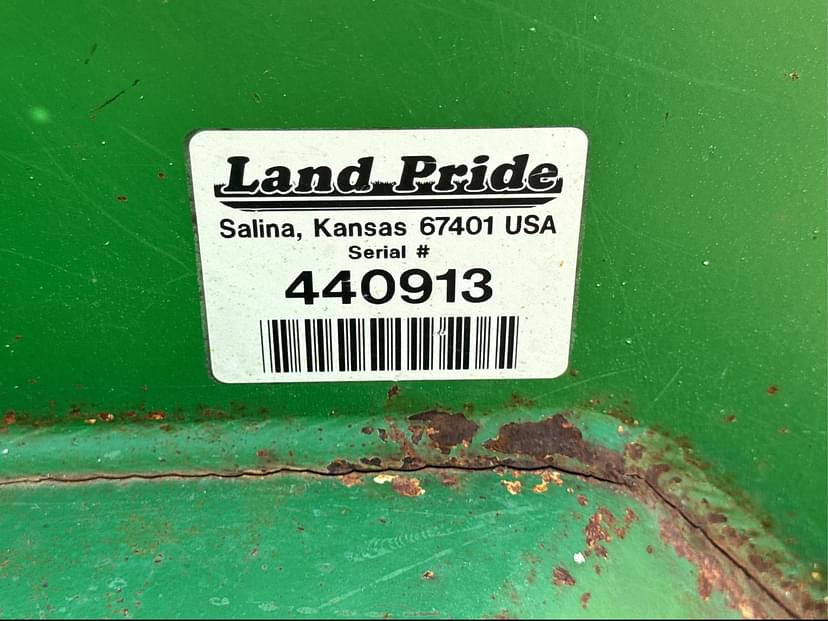 Land Pride
Salina, Kansas 67401 USA
Serial #
440913